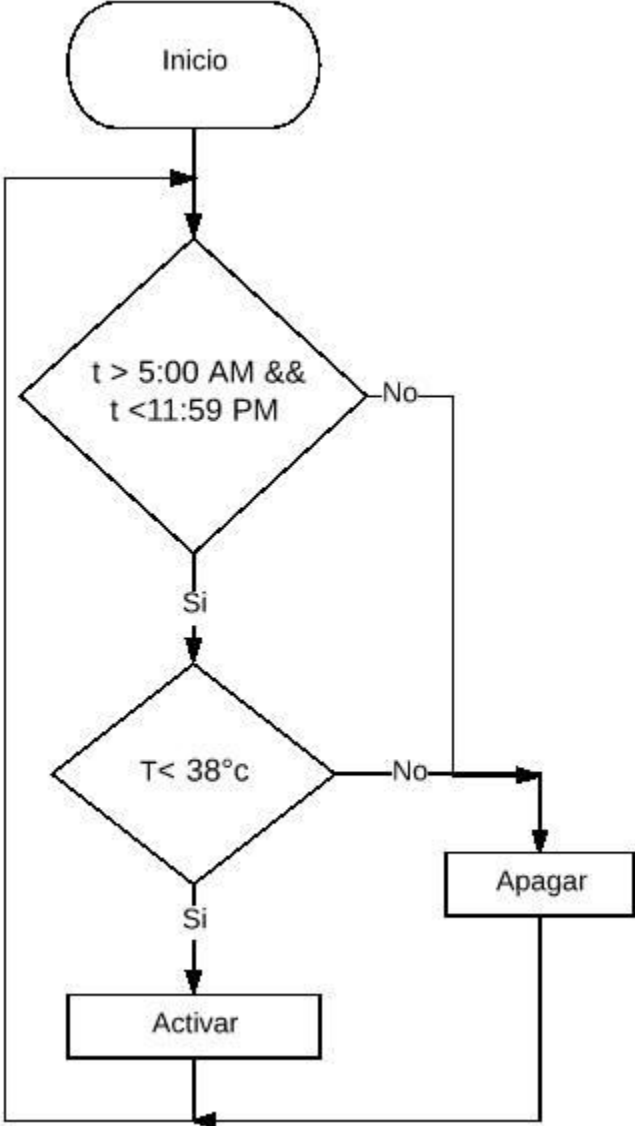 Inicio
t > 5:00 AM &&
t <11:59 PM
No
Si
T< 38°c
No
Apagar
Si
Activar